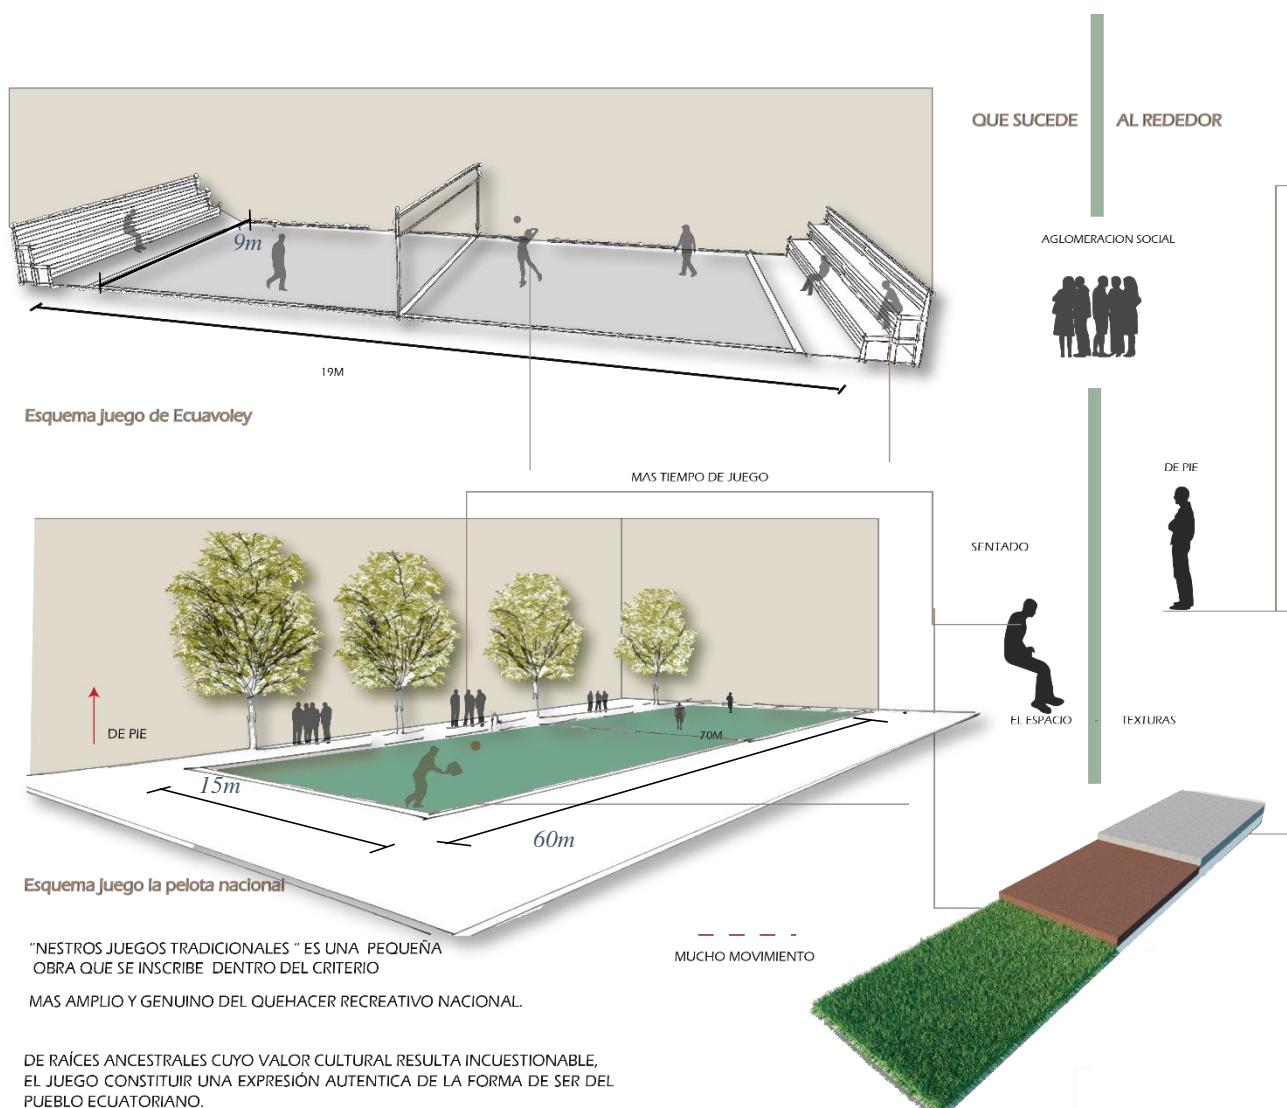 QUE SUCEDE
AL REDEDOR
9m
AGLOMERACION SOCIAL
19M
Esquema juego de Ecuavoley
MAS TIEMPO DE JUEGO
DE PIE
SENTADO
DE PIE
70M
EL ESPACIO - TEXTURAS
15m
60m
Esquema juego la pelota nacional
"NESTROS JUEGOS TRADICIONALES " ES UNA PEQUEÑA
OBRA QUE SE INSCRIBE DENTRO DEL CRITERIO
MAS AMPLIO Y GENUINO DEL QUEHACER RECREATIVO NACIONAL.
MUCHO MOVIMIENTO
DE RAÍCES ANCESTRALES CUYO VALOR CULTURAL RESULTA INCUESTIONABLE,
EL JUEGO CONSTITUIR UNA EXPRESIÓN AUTENTICA DE LA FORMA DE SER DEL
PUEBLO ECUATORIANO.